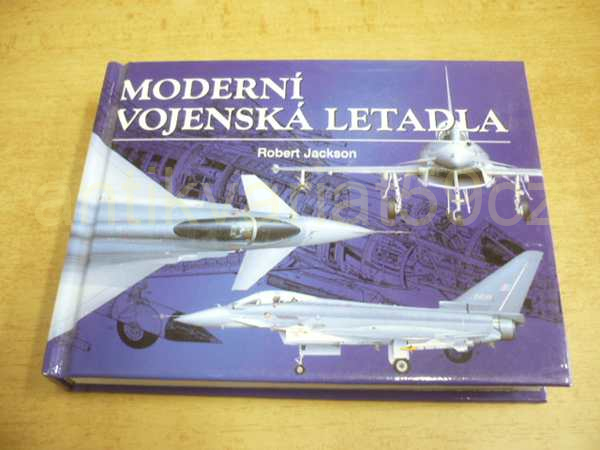 MODERNÍ
VOJENSKÁ LETADLA
Robert Jackson